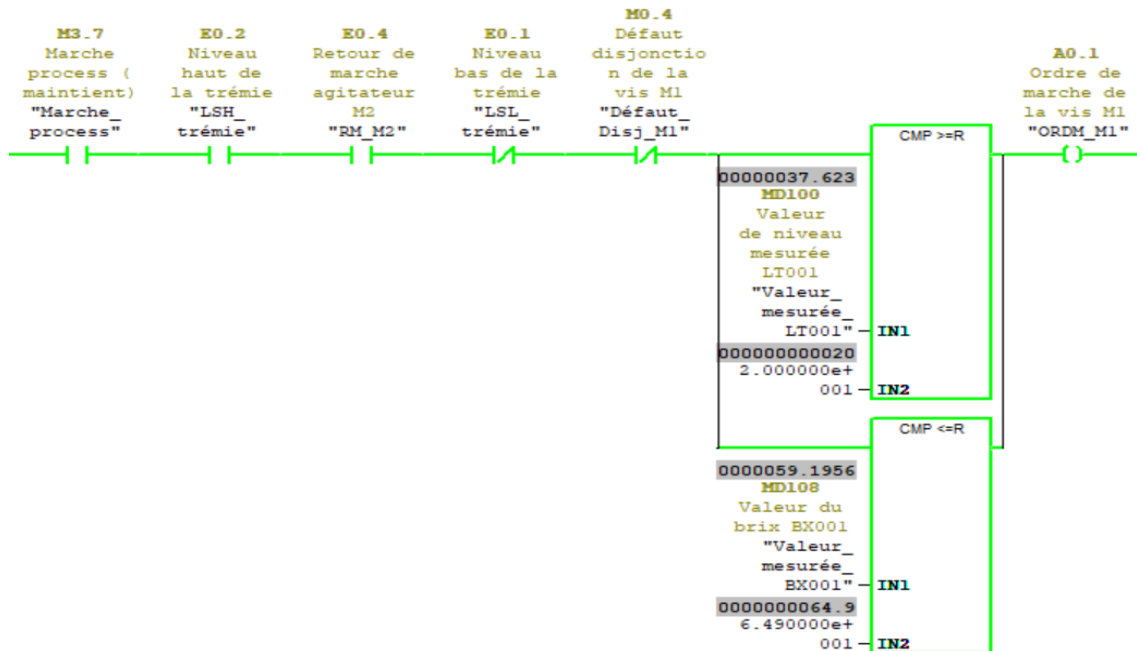 M3.7
Marche
process (
maintient)
"Marche_
process"
E0.2
Niveau
haut de
la trémie
"LSH_
trémie"
E0.4
Retour de
marche
agitateur
M2
"RM_M2"
E0.1
Niveau
bas de la
trémie
"LSL_
trémie"
M0.4
Défaut
disjonctio
n de la
vis M1
"Défaut_
Disj_M1"
CMP >=R
A0.1
Ordre de
marche de
la vis M1
"ORDM_M1"
00000037.623
MD100
Valeur
de niveau
mesurée
LT001
"Valeur_
mesurée_
LT001" IN1
000000000020
2.000000e+
001 IN2
CMP <=R
0000059.1956
MD108
Valeur du
brix BX001
"Valeur_
mesurée_
BX001" IN1
0000000064.9
6.490000e+
001 IN2